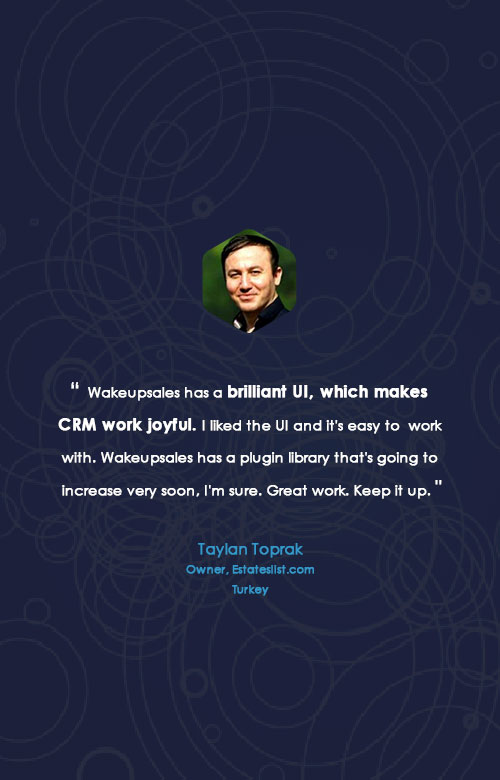 “ Wakeupsales has a brilliant UI, which makes
CRM work joyful. I liked the UI and it's easy to work
with. Wakeupsales has a plugin library that's going to
increase very soon, I'm sure. Great work. Keep it up. "
Taylan Toprak
Owner, Estateslist.com
Turkey